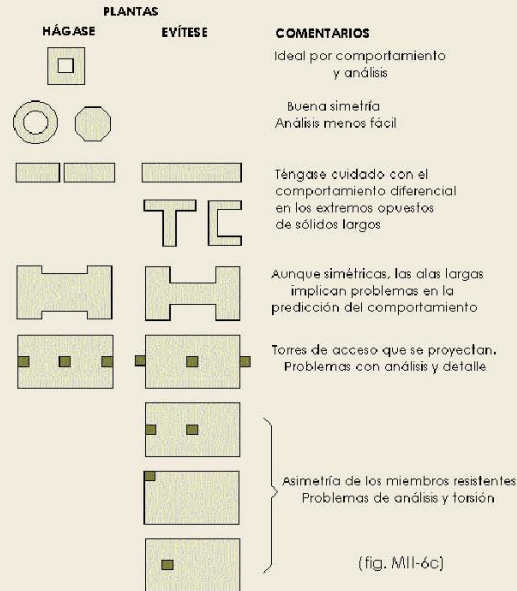 PLANTAS
HÁGASE EVÍTESE COMENTARIOS
Ideal por comportamiento
y análisis
Buena simetría
Análisis menos fácil
Téngase cuidado con el
comportamiento diferencial
en los extremos opuestos
de sólidos largos
Aunque simétricas, las alas largas
implican problemas en la
predicción del comportamiento
Torres de acceso que se proyectan.
Problemas con análisis y detalle
Asimetría de los miembros resistentes
Problemas de análisis y torsión
(fig. MII-6c)